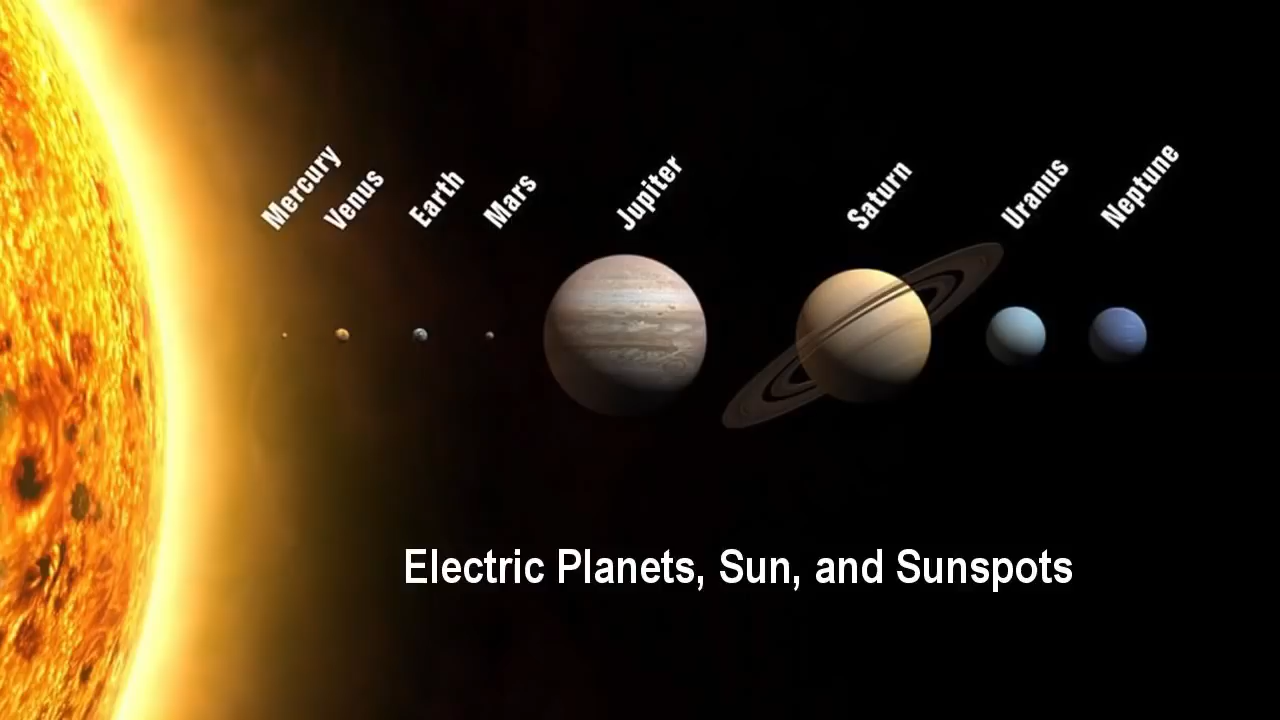 Mercury
Venus
Earth
Mars
Jupiter
Saturn
Uranus
Neptune
Electric Planets, Sun, and Sunspots